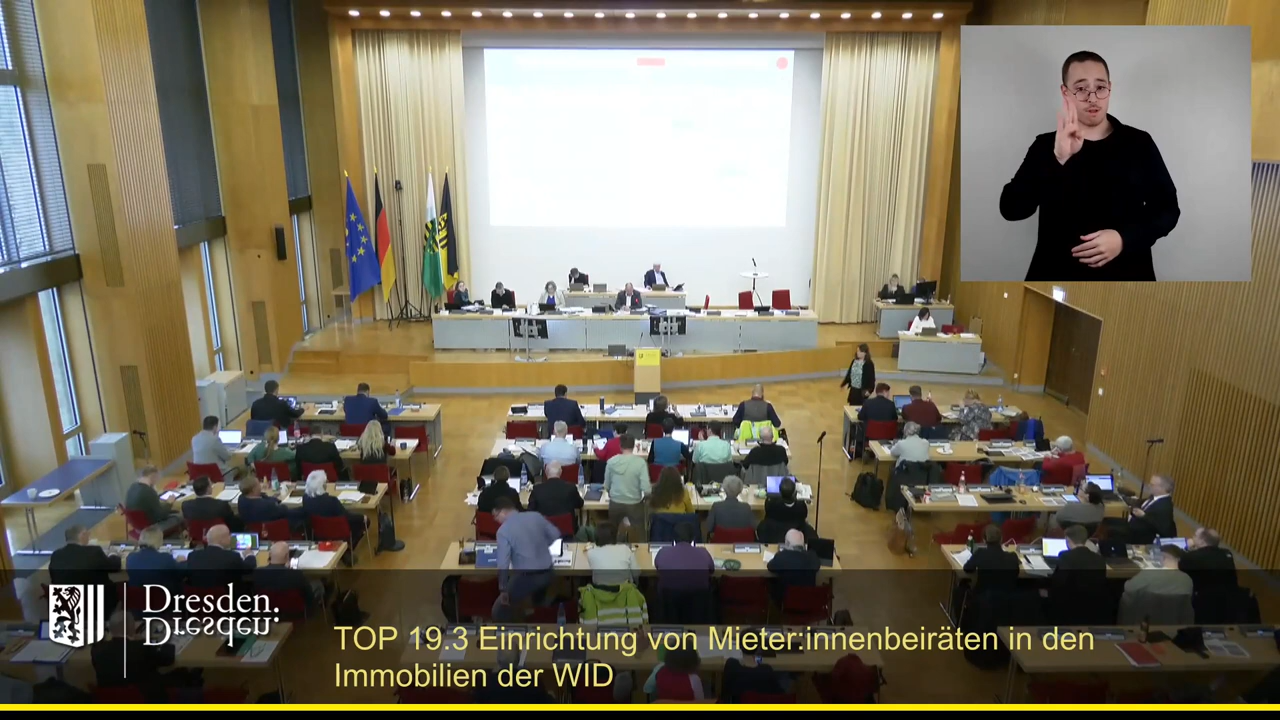 Dresden.
Dresden.
TOP 19.3 Einrichtung von Mieter:innenbeiräten in den
Immobilien der WID